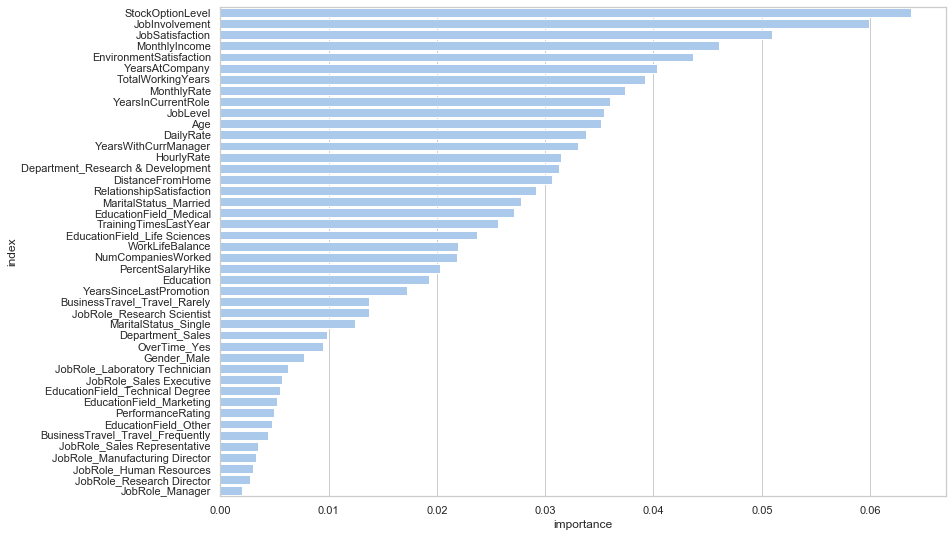 StockOptionLevel
JobInvolvement
JobSatisfaction
MonthlyIncome
EnvironmentSatisfaction
YearsAtCompany
TotalWorkingYears
MonthlyRate
YearsInCurrentRole
JobLevel
Age
DailyRate
YearsWithCurrManager
HourlyRate
Department_Research & Development
DistanceFromHome
RelationshipSatisfaction
MaritalStatus_Married
EducationField_Medical
TrainingTimesLastYear
EducationField_Life Sciences
WorkLifeBalance
NumCompaniesWorked
PercentSalaryHike
Education
YearsSinceLastPromotion
BusinessTravel_Travel_Rarely
JobRole_Research Scientist
MaritalStatus_Single
Department_Sales
OverTime_Yes
Gender_Male
JobRole_Laboratory Technician
JobRole_Sales Executive
EducationField_Technical Degree
EducationField_Marketing
PerformanceRating
EducationField_Other
BusinessTravel_Travel_Frequently
JobRole_Sales Representative
JobRole_Manufacturing Director
JobRole_Human Resources
JobRole_Research Director
JobRole_Manager
index
0.00 0.01 0.02 0.03 0.04 0.05 0.06
importance